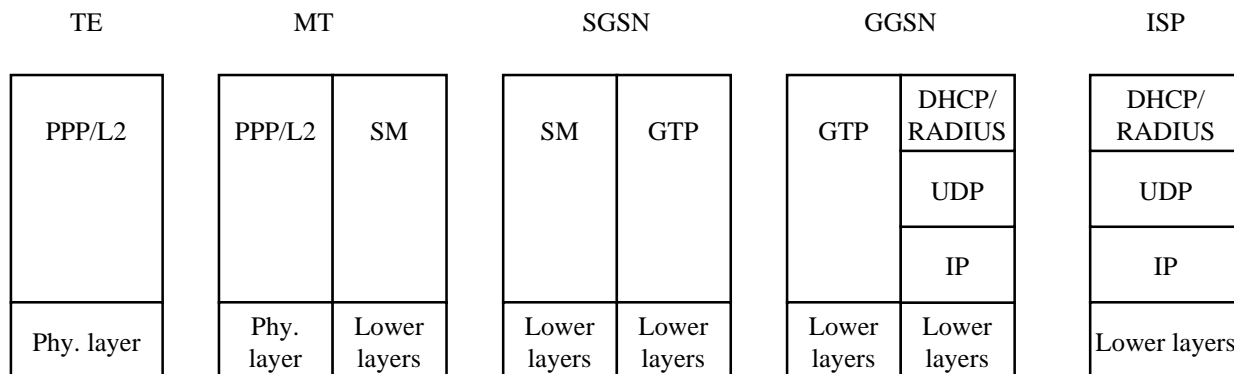 TE MT SGSN GGSN ISP
PPP/L2
Phy. layer
PPP/L2
Phy.
layer
SM
Lower
layers
SM
Lower
layers
GTP
Lower
layers
GTP
Lower
layers
DHCP/
RADIUS
UDP
IP
Lower
layers
DHCP/
RADIUS
UDP
IP
Lower layers